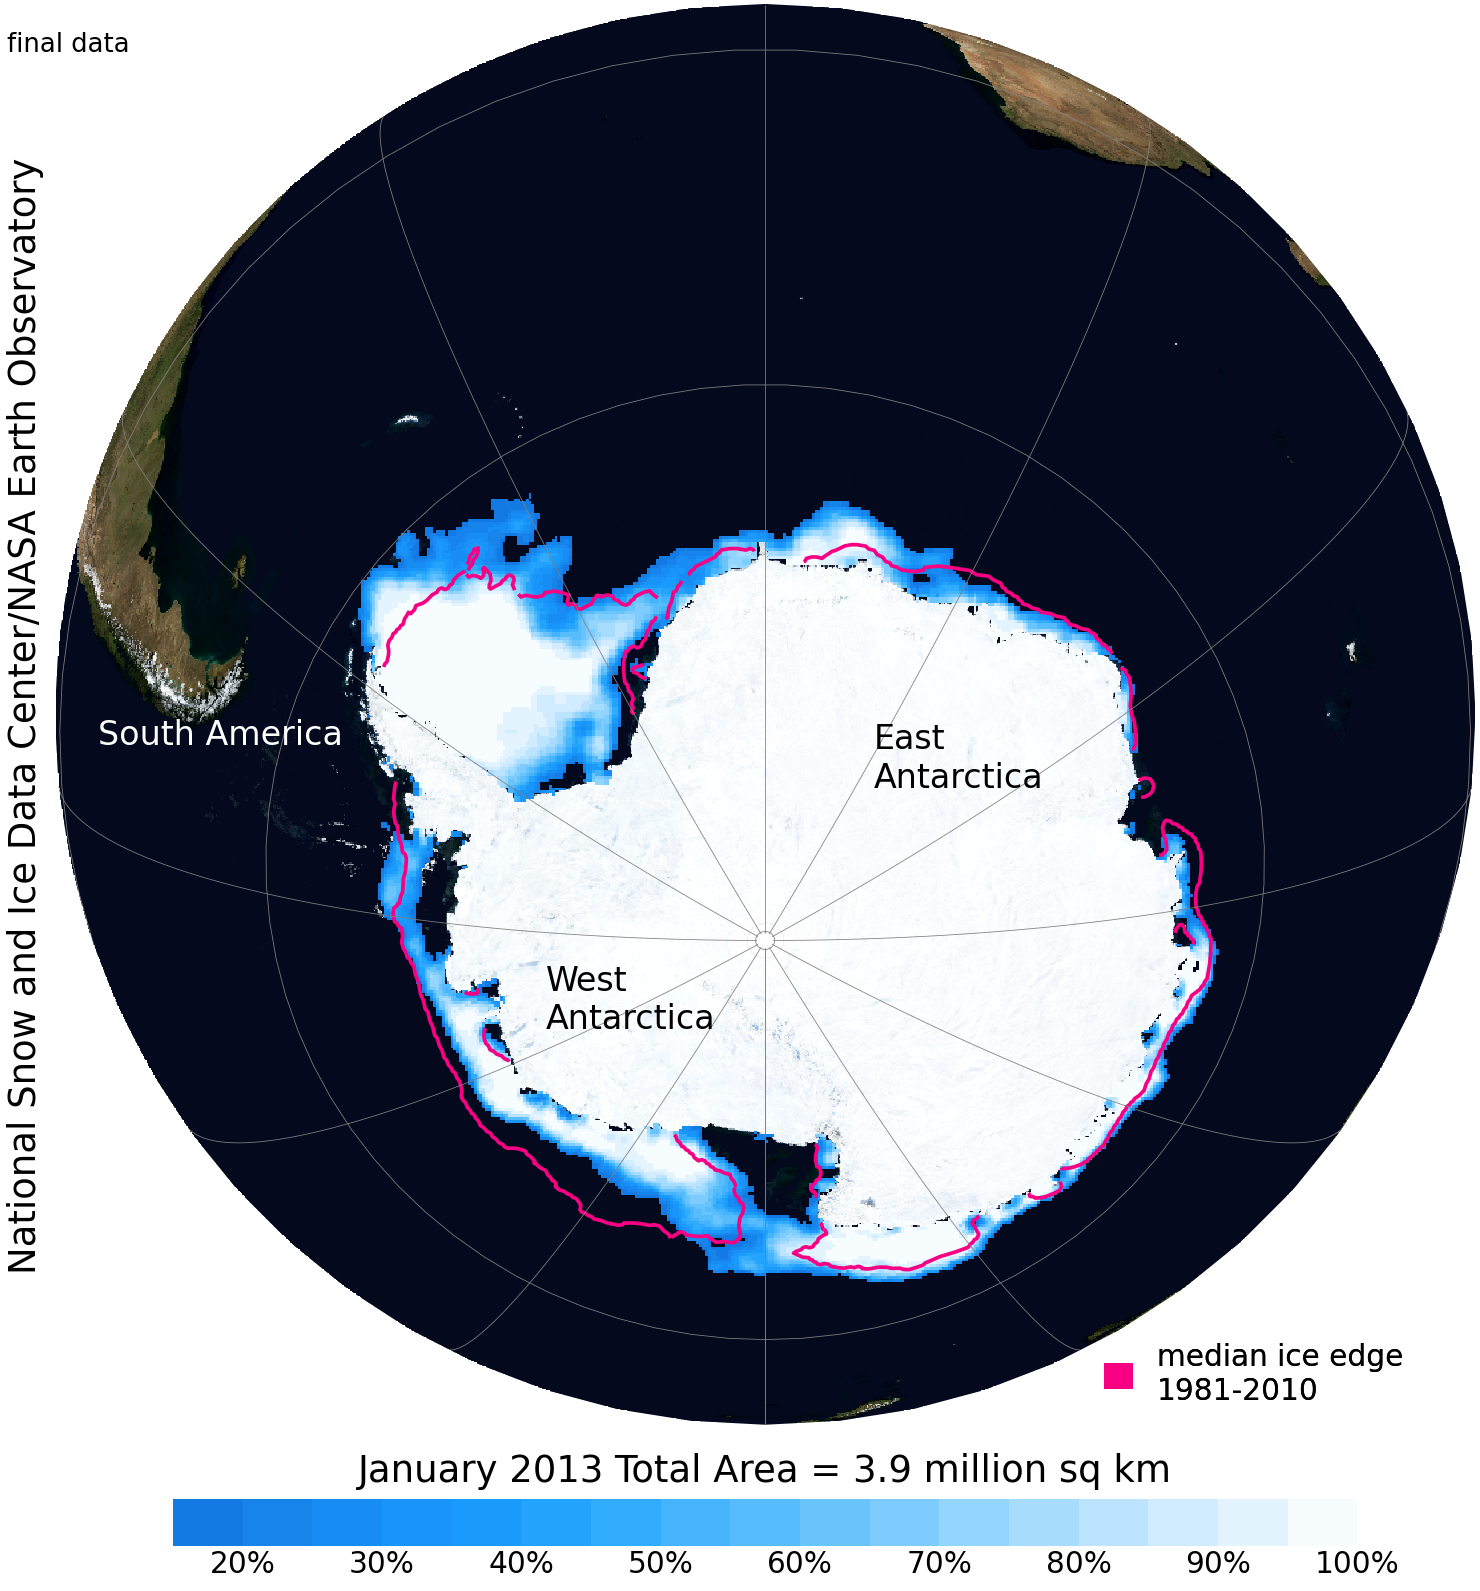 final data
National Snow and Ice Data Center/NASA Earth Observatory
South America
East
Antarctica
West
Antarctica
median ice edge
1981-2010
January 2013 Total Area = 3.9 million sq km
20% 30% 40% 50% 60% 70% 80% 90% 100%